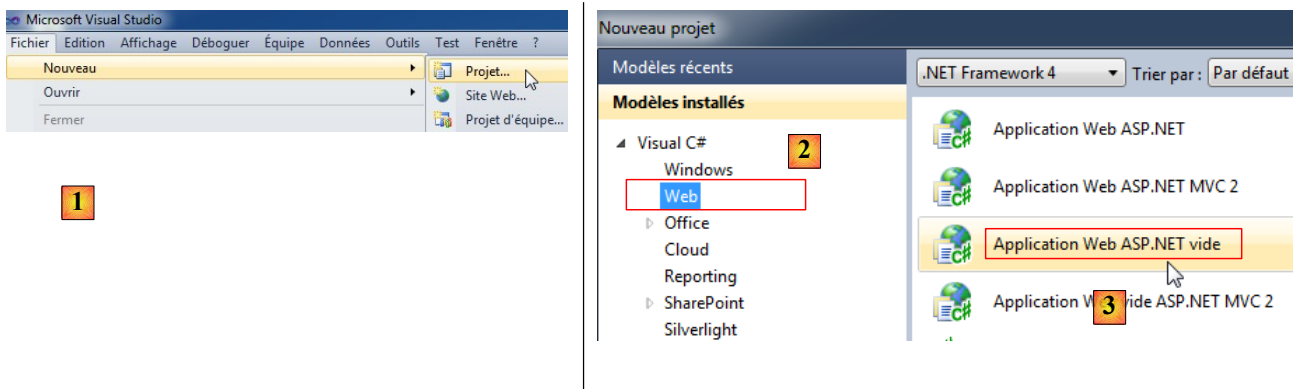 Microsoft Visual Studio
Fichier Edition Affichage Déboguer Équipe Données Outils Test Fenêtre ?
Nouveau
Projet...
Ouvrir
Site Web...
Fermer
Projet d'équipe...
1
Nouveau projet
Modèles récents
.NET Framework 4
Trier par :
Par défaut
Modèles installés
Visual C#
2
Windows
Web
Office
Cloud
Reporting
SharePoint
Silverlight
Application Web ASP.NET
Application Web ASP.NET MVC 2
Application Web ASP.NET vide
Application ASP.NET MVC 2
3